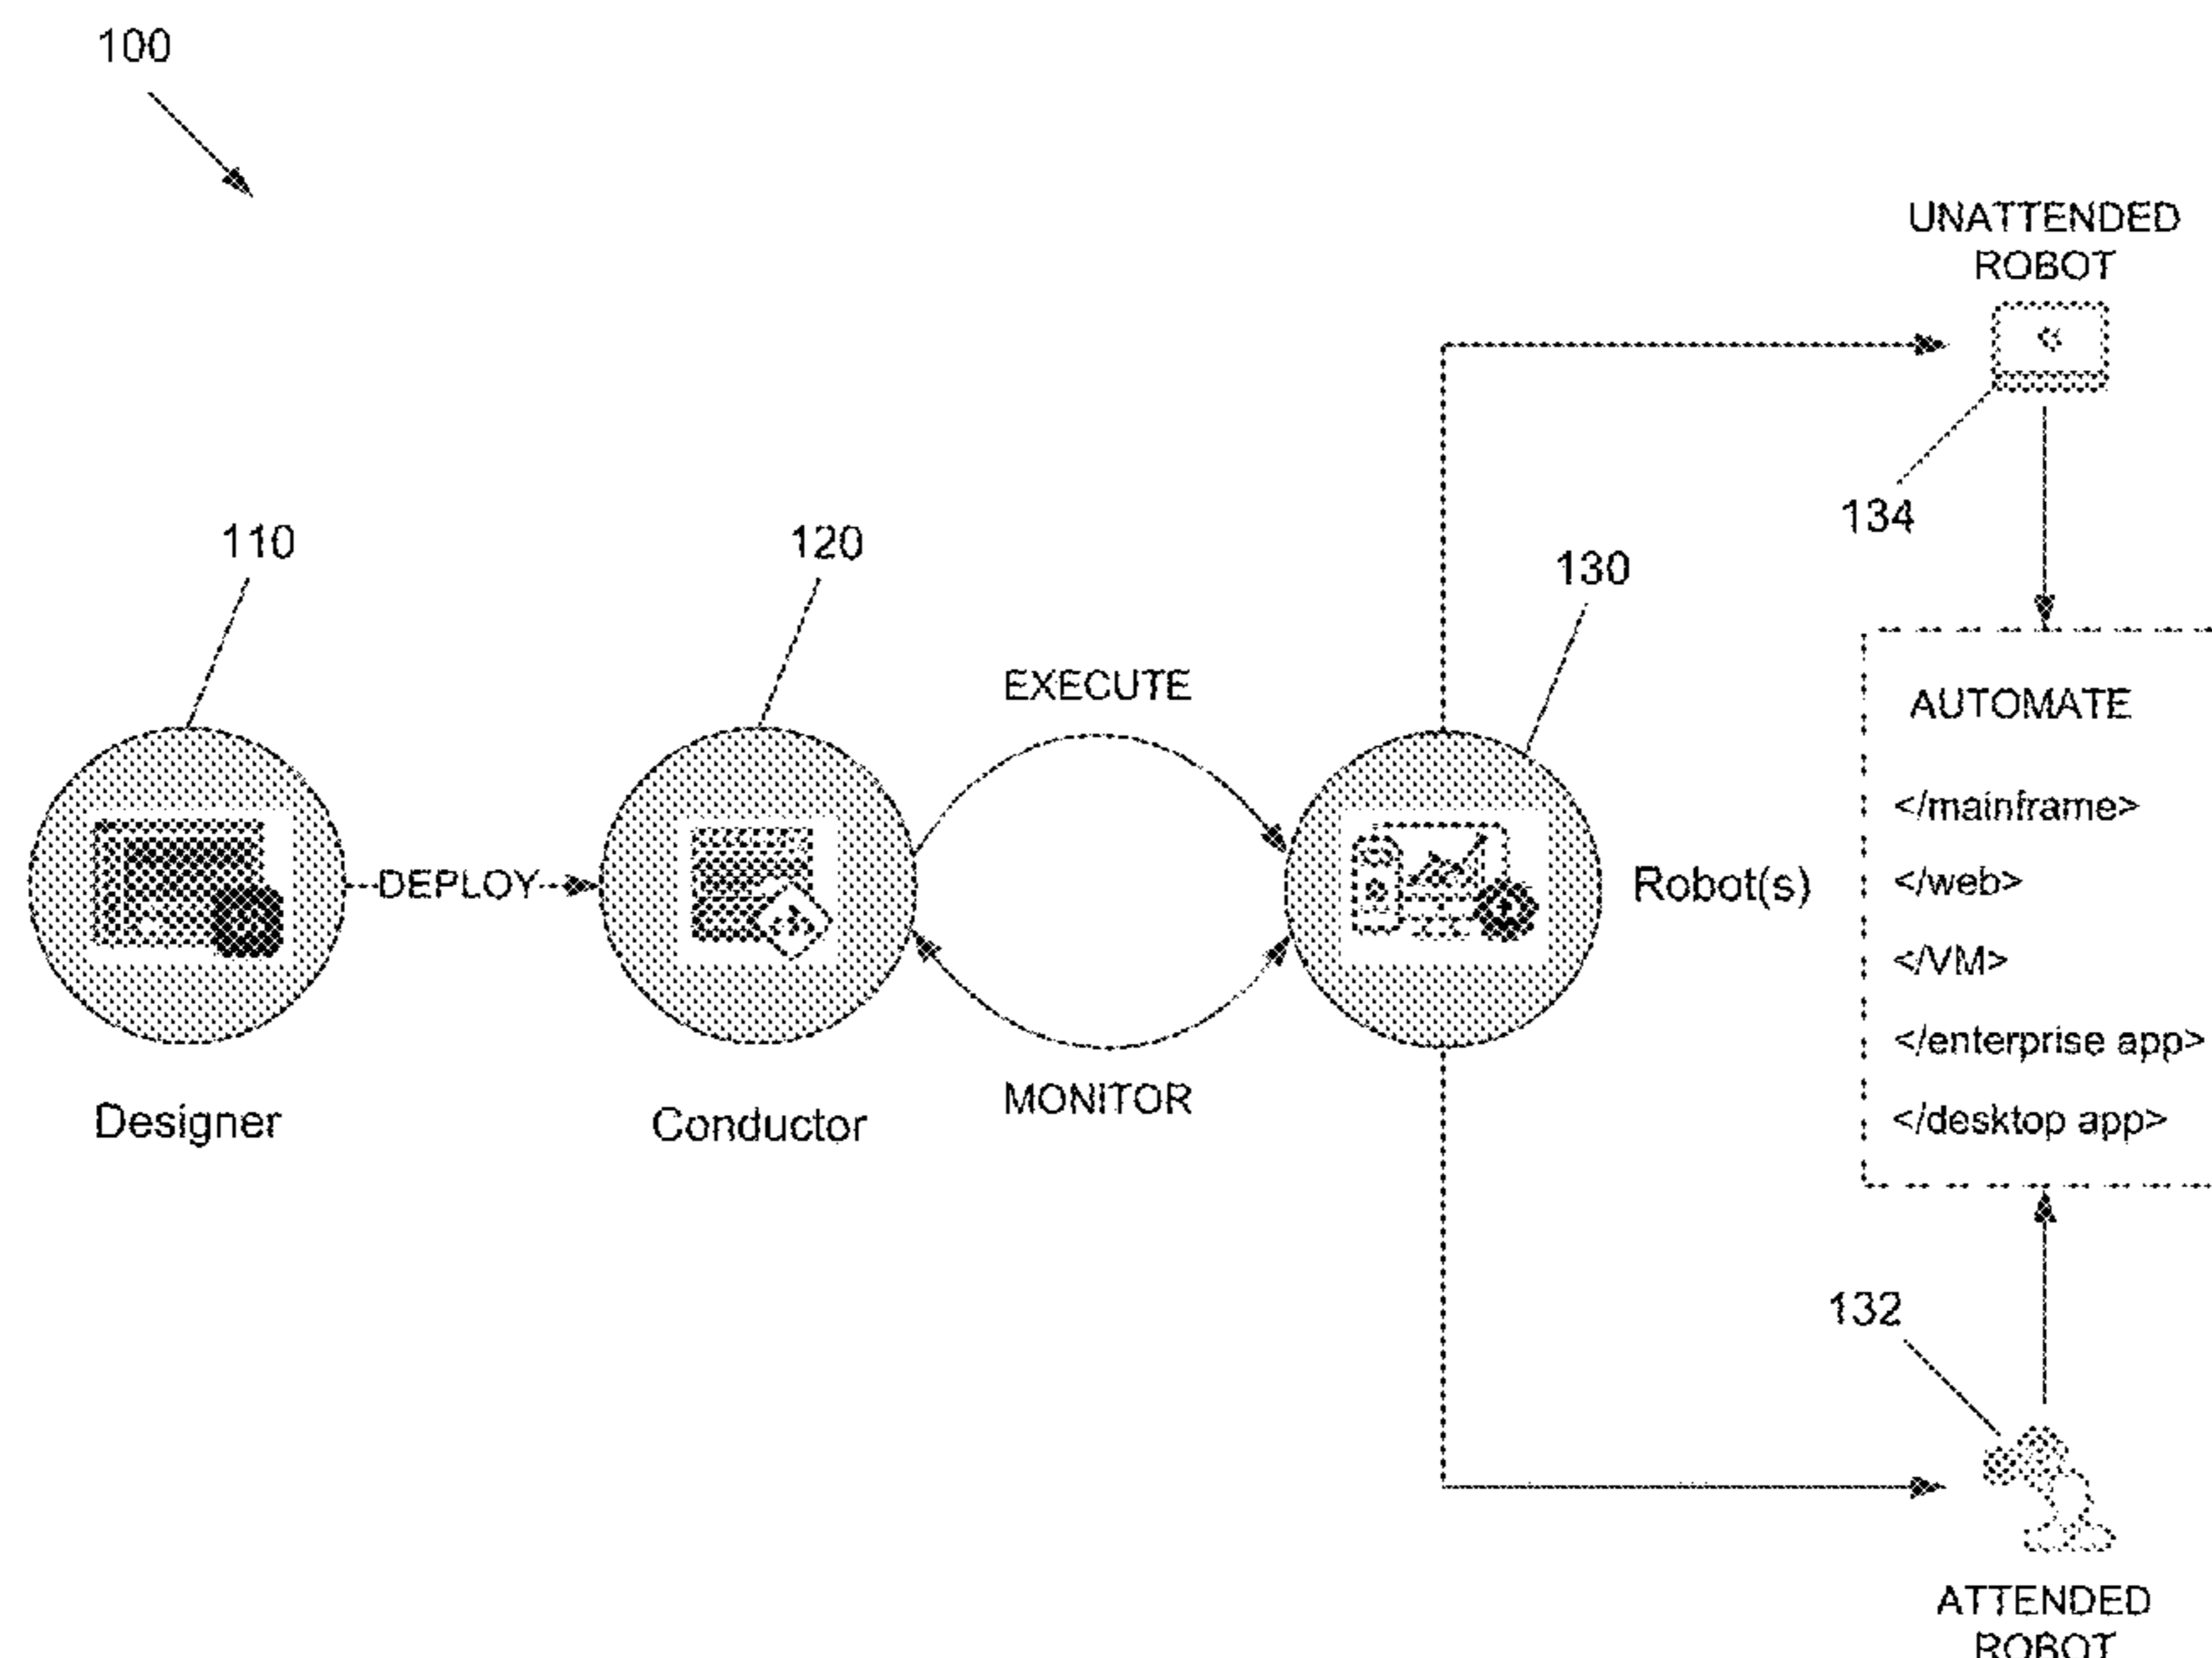 100
UNATTENDED
ROBOT
134
110
120
130
EXECUTE
AUTOMATE
</mainframe>
DEPLOY
Robot(s)
</web>
</VM>
</enterprise app>
MONITOR
Designer
Conductor
</desktop app>
132
ATTENDED
ROBOT